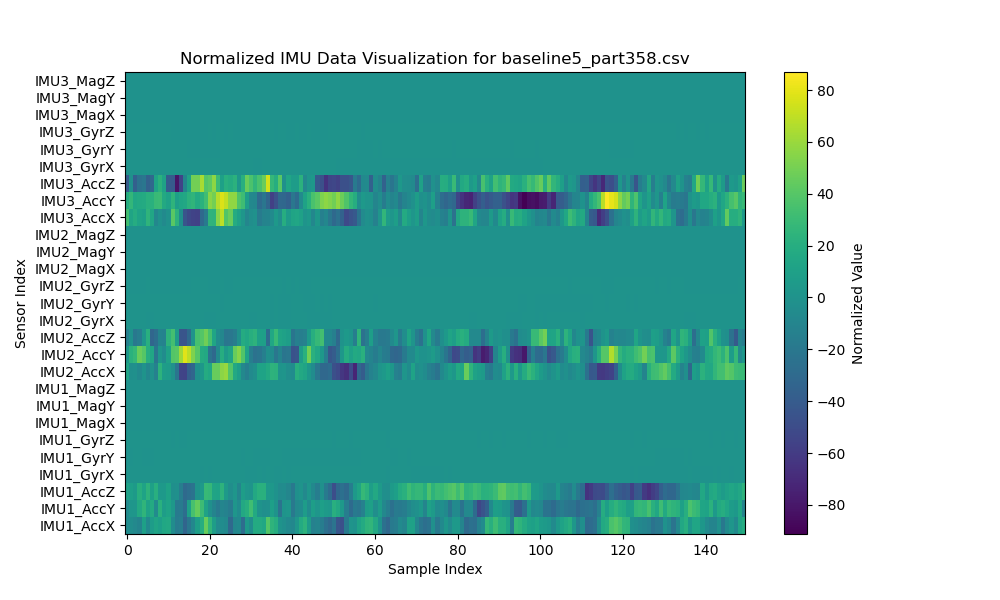 Normalized IMU Data Visualization for baseline5_part358.csv
IMU3_MagZ
IMU3_MagY
IMU3_MagX
IMU3_GyrZ
IMU3_GyrY
IMU3_GyrX
IMU3_AccZ
IMU3_AccY
IMU3_AccX
IMU2_MagZ
IMU2_MagY
IMU2_MagX
IMU2_GyrZ
IMU2_GyrY
IMU2_GyrX
IMU2_AccZ
IMU2_AccY
IMU2_AccX
IMU1_MagZ
IMU1_MagY
IMU1_MagX
IMU1_GyrZ
IMU1_GyrY
IMU1_GyrX
IMU1_AccZ
IMU1_AccY
IMU1_AccX
Sensor Index
0 20 40 60 80 100 120 140
Sample Index
80
60
40
20
0
−20
−40
−60
−80
Normalized Value